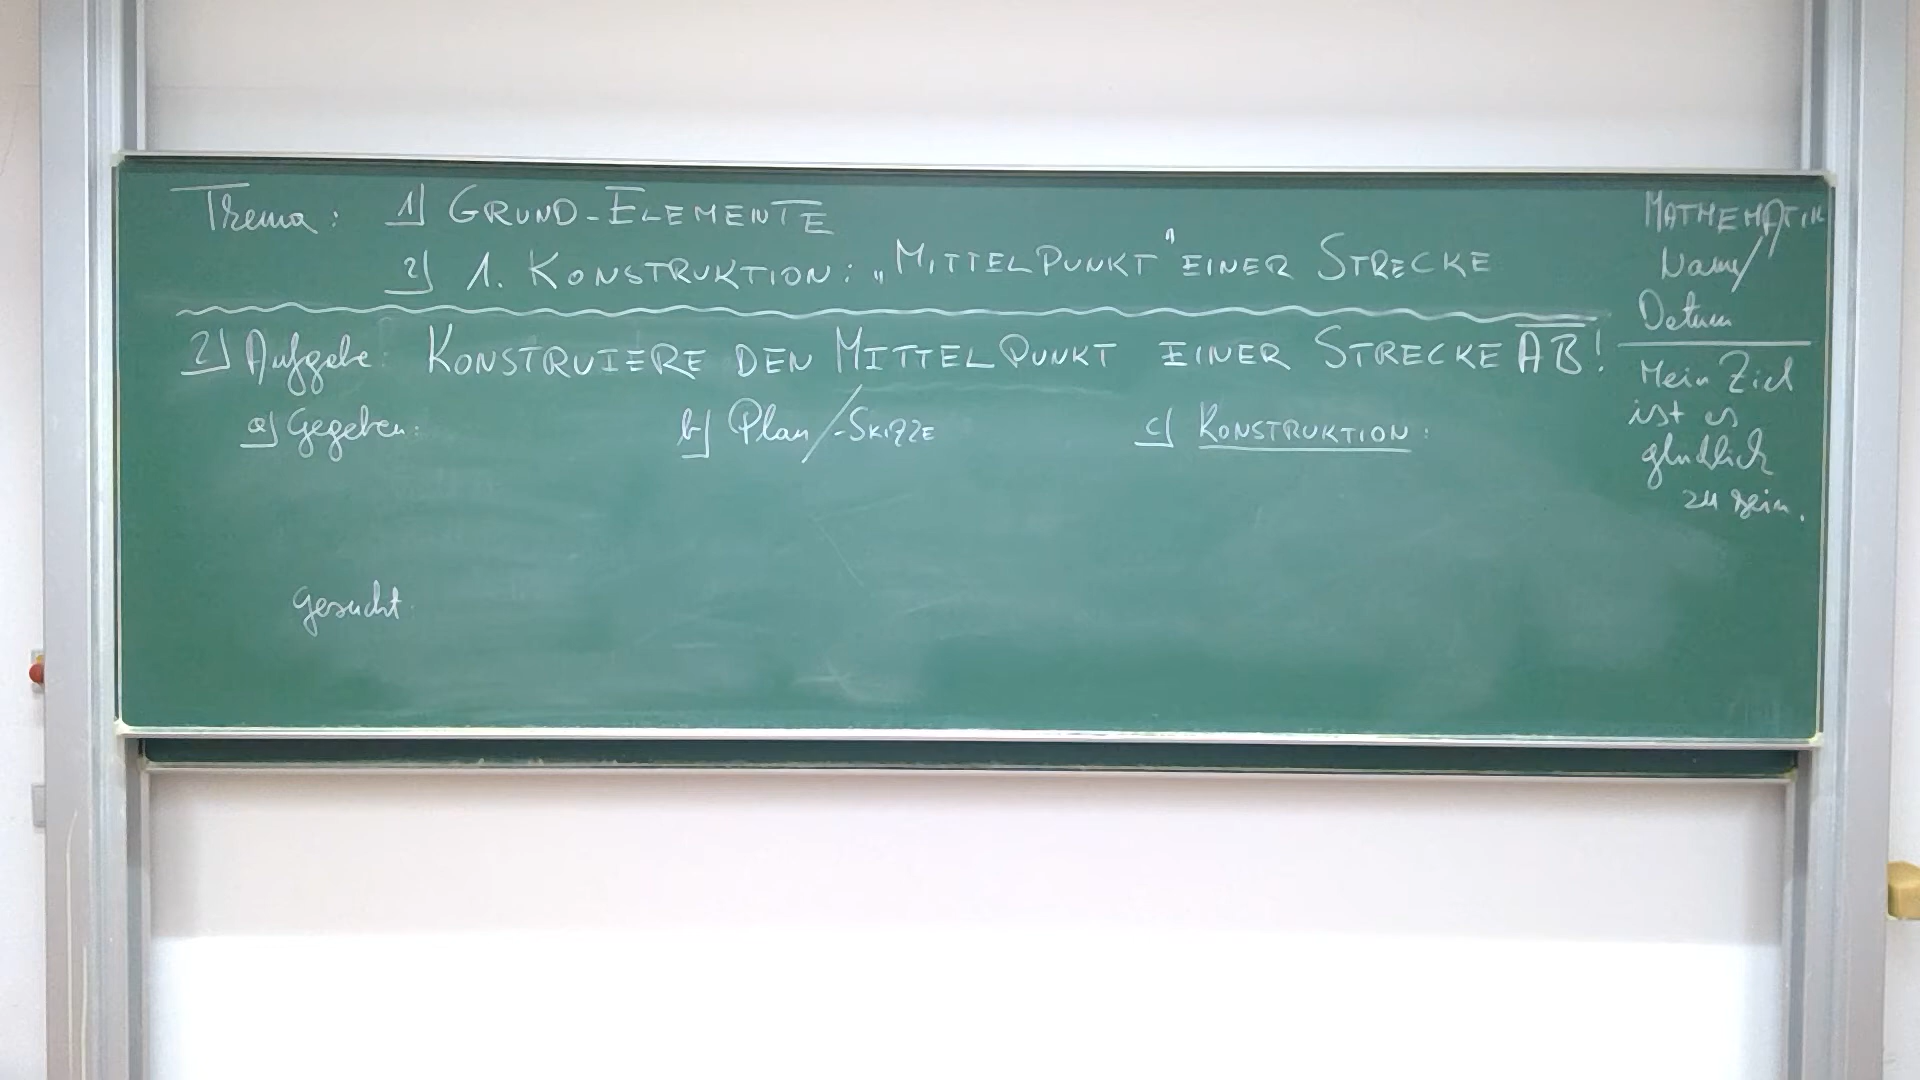 Thema: 1) GRUND-ELEMENTE
2) 1. KONSTRUKTION: „MITTELPUNKT" EINER STRECKE
2) Aufgabe: KONSTRUIERE DEN MITTELPUNKT EINER STRECKE AB!
a) Gegeben: b) Plan/-SKIZZE c) KONSTRUKTION:
gesucht:
MATHEMATIK
Name/
Datum
Mein Ziel
ist es
glücklich
zu sein.